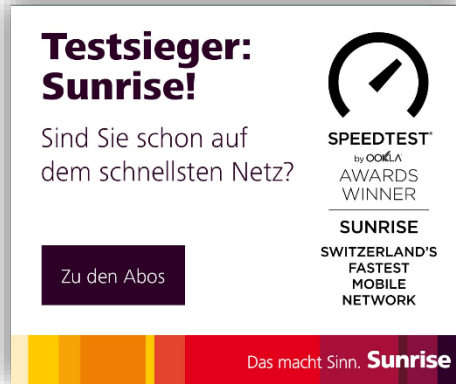 Testsieger:
Sunrise!
Sind Sie schon auf
dem schnellsten Netz?
Zu den Abos
SPEEDTEST®
by OOKLA
AWARDS
WINNER
SUNRISE
SWITZERLAND'S
FASTEST
MOBILE
NETWORK
Das macht Sinn. Sunrise